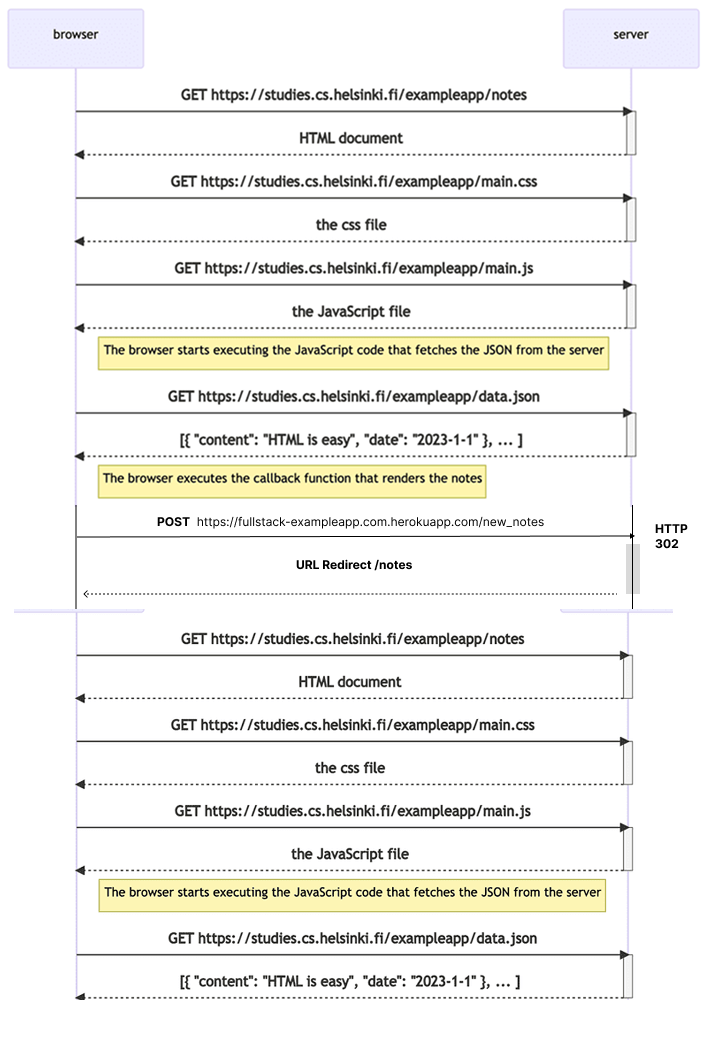 browser
server
GET https://studies.cs.helsinki.fi/exampleapp/notes
HTML document
GET https://studies.cs.helsinki.fi/exampleapp/main.css
the css file
GET https://studies.cs.helsinki.fi/exampleapp/main.js
the JavaScript file
The browser starts executing the JavaScript code that fetches the JSON from the server
GET https://studies.cs.helsinki.fi/exampleapp/data.json
[{ "content": "HTML is easy", "date": "2023-1-1" }, ... ]
The browser executes the callback function that renders the notes
POST https://fullstack-exampleapp.com.herokuapp.com/new_notes
HTTP
302
URL Redirect /notes
GET https://studies.cs.helsinki.fi/exampleapp/notes
HTML document
GET https://studies.cs.helsinki.fi/exampleapp/main.css
the css file
GET https://studies.cs.helsinki.fi/exampleapp/main.js
the JavaScript file
The browser starts executing the JavaScript code that fetches the JSON from the server
GET https://studies.cs.helsinki.fi/exampleapp/data.json
[{ "content": "HTML is easy", "date": "2023-1-1" }, ... ]